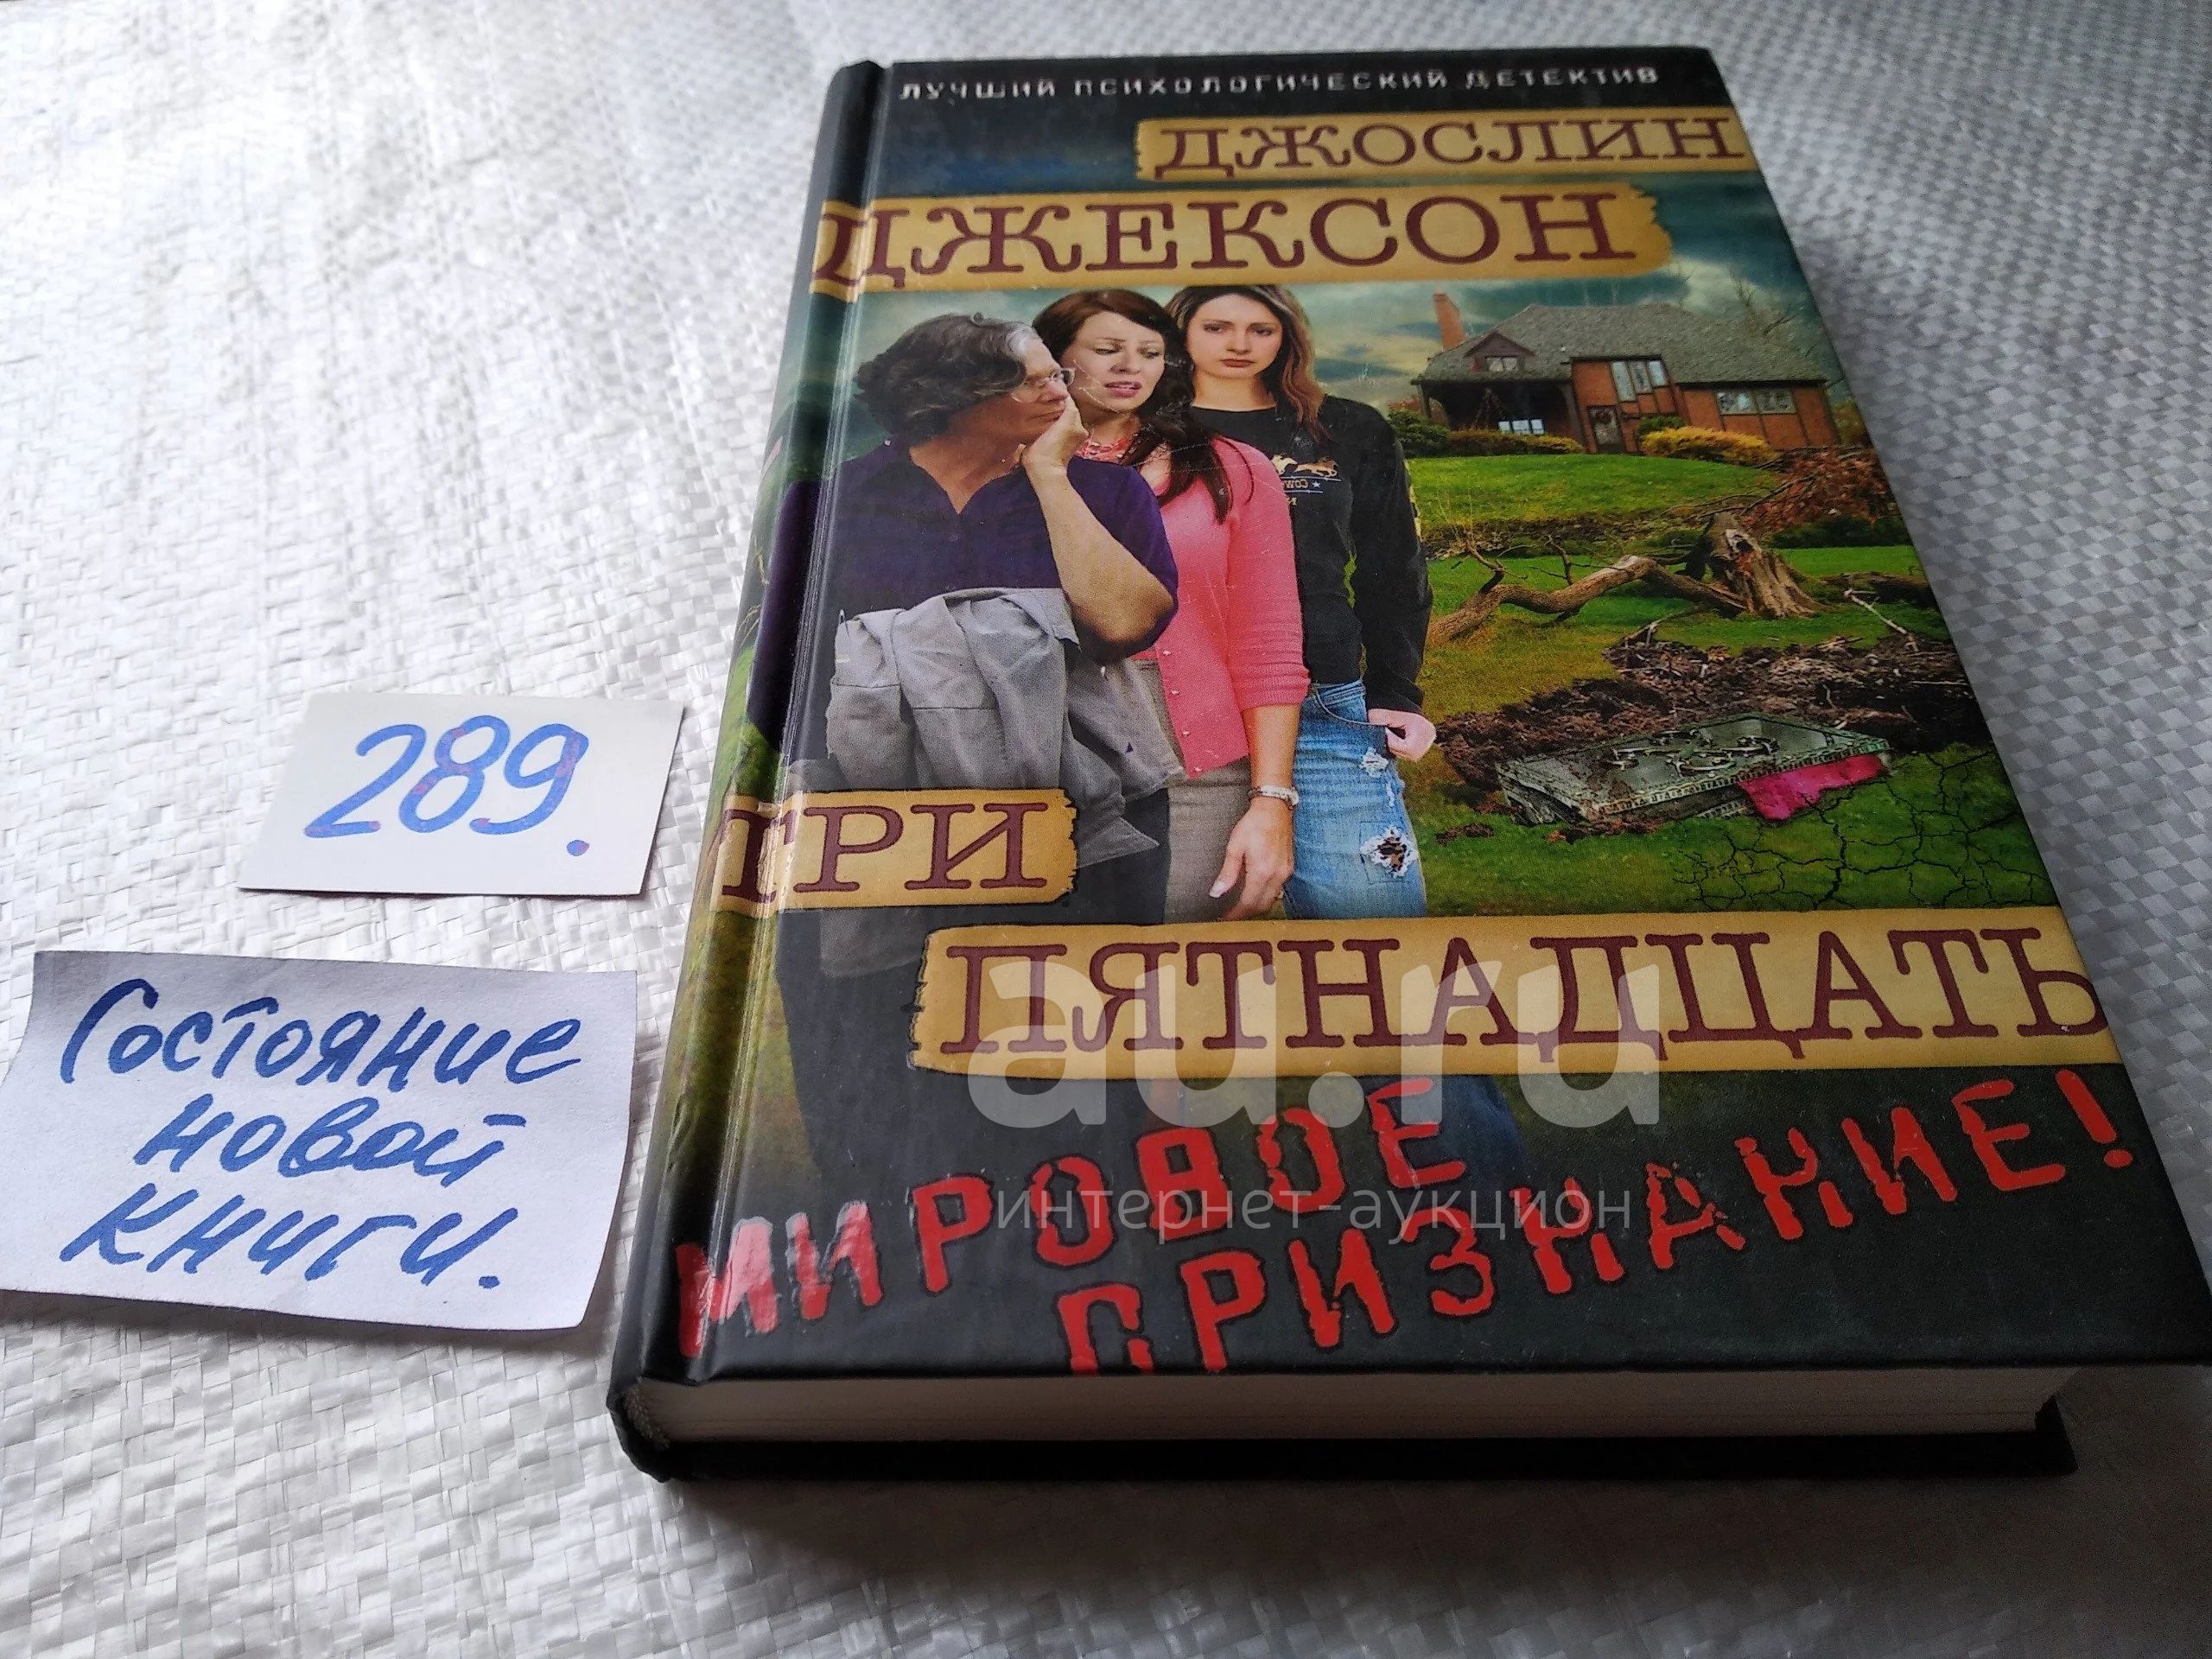 ЛУЧШИЙ ПСИХОЛОГИЧЕСКИЙ ДЕТЕКТИВ
ДЖОСЛИН
ДЖЕКСОН
ТРИ
ПЯТНАДЦАТЬ
МИРОВОЕ
ПРИЗНАНИЕ!
289.
Состояние
новой
книги.
au.ru
интернет-аукцион